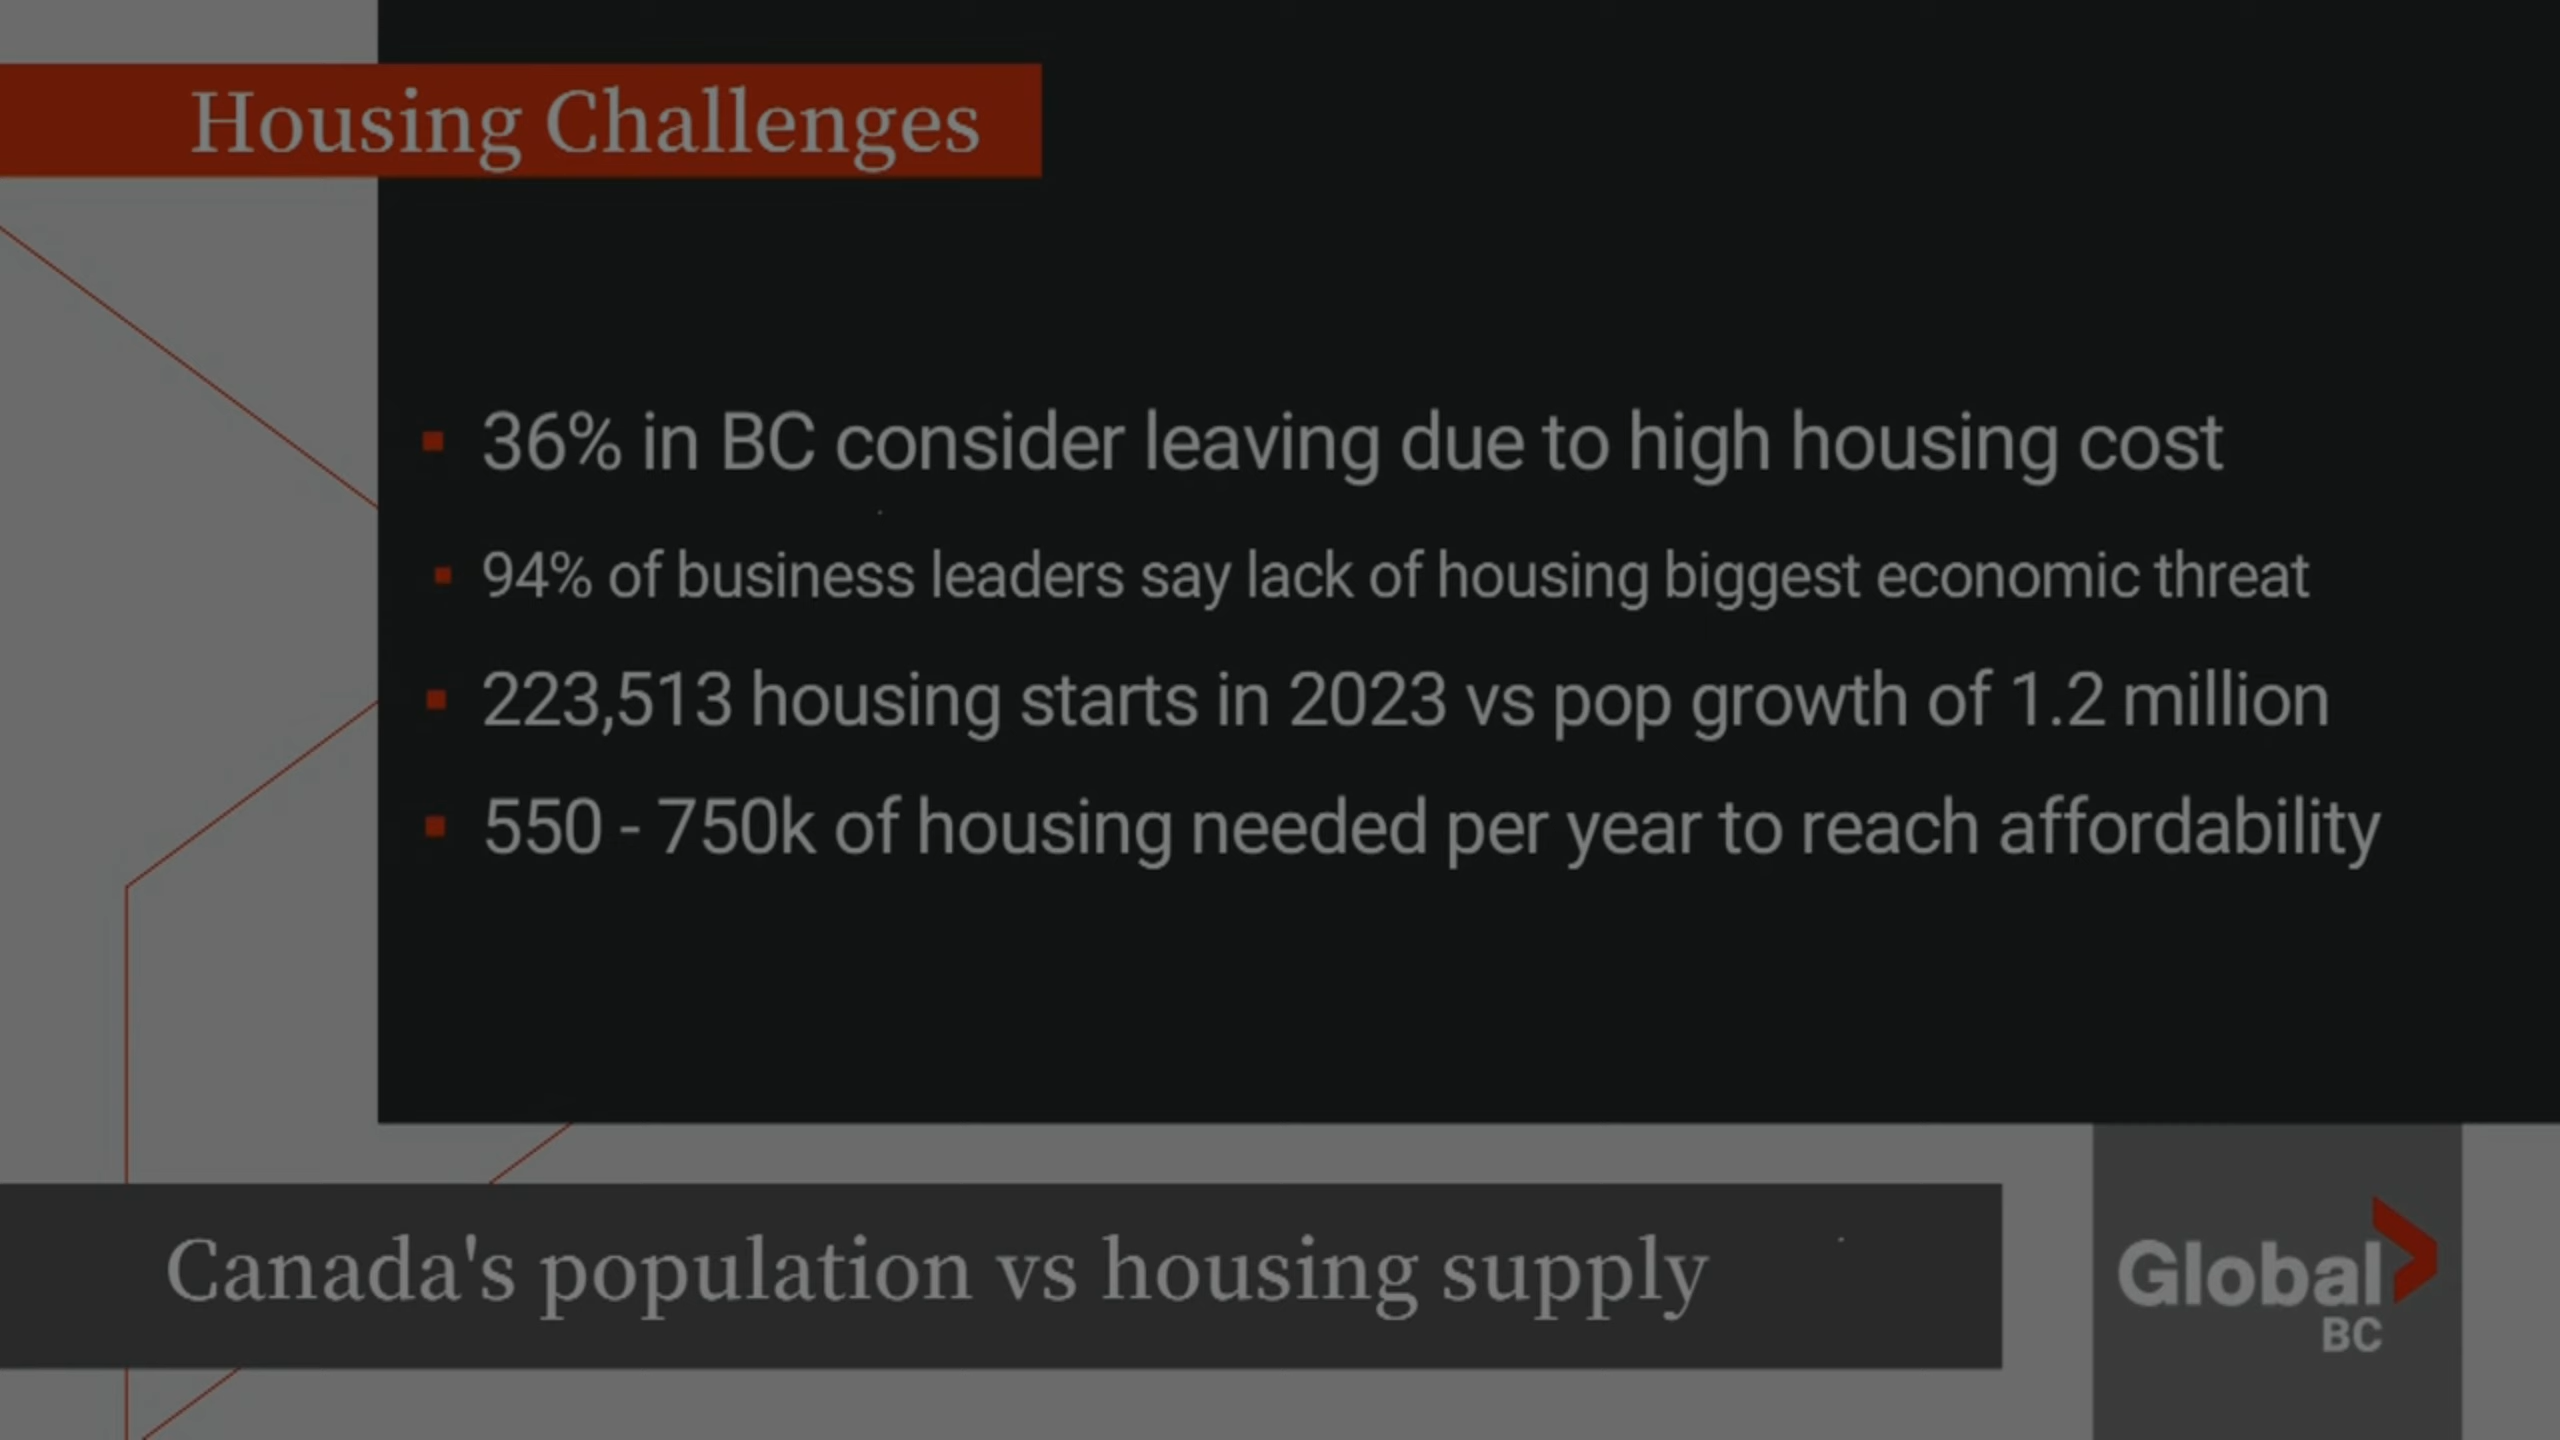 Housing Challenges
36% in BC consider leaving due to high housing cost
94% of business leaders say lack of housing biggest economic threat
223,513 housing starts in 2023 vs pop growth of 1.2 million
550 - 750k of housing needed per year to reach affordability
Canada's population vs housing supply
Global
BC